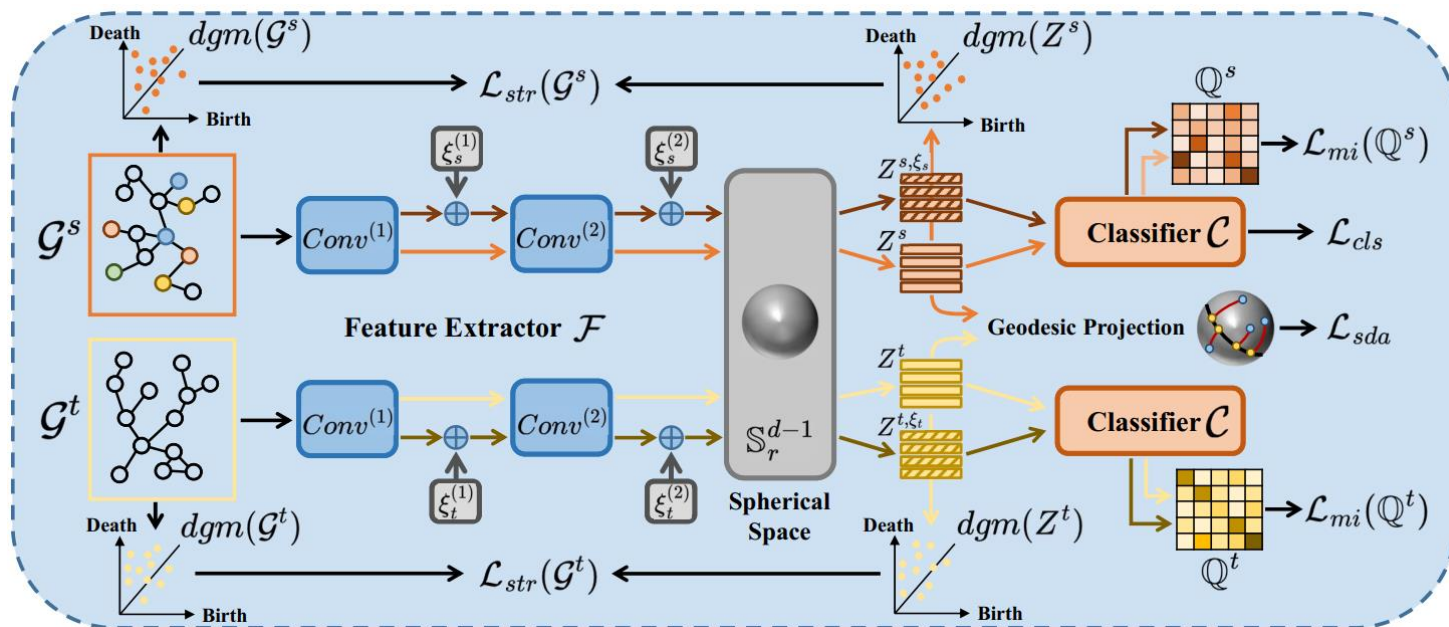 Death
dgm(𝒢^s)
Birth
ℒ_str(𝒢^s)
Death
dgm(Z^s)
Birth
ℚ^s
ℒ_mi(ℚ^s)
𝒢^s
ξ_s^(1)
ξ_s^(2)
Conv^(1)
Conv^(2)
Z^{s,ξ_s}
Z^s
Classifier 𝒞
ℒ_cls
Feature Extractor ℱ
Geodesic Projection
ℒ_sda
𝒢^t
Conv^(1)
Conv^(2)
ξ_t^(1)
ξ_t^(2)
𝕊_r^{d-1}
Spherical
Space
Z^t
Z^{t,ξ_t}
Classifier 𝒞
ℒ_mi(ℚ^t)
ℚ^t
Death
dgm(𝒢^t)
Birth
ℒ_str(𝒢^t)
Death
dgm(Z^t)
Birth